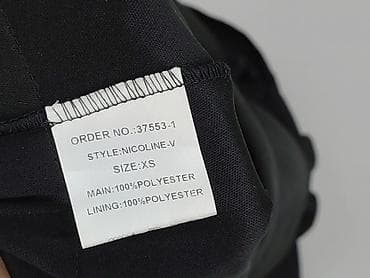 ORDER NO.:37553-1
STYLE:NICOLINE-V
SIZE:XS
MAIN:100%POLYESTER
LINING:100%POLYESTER